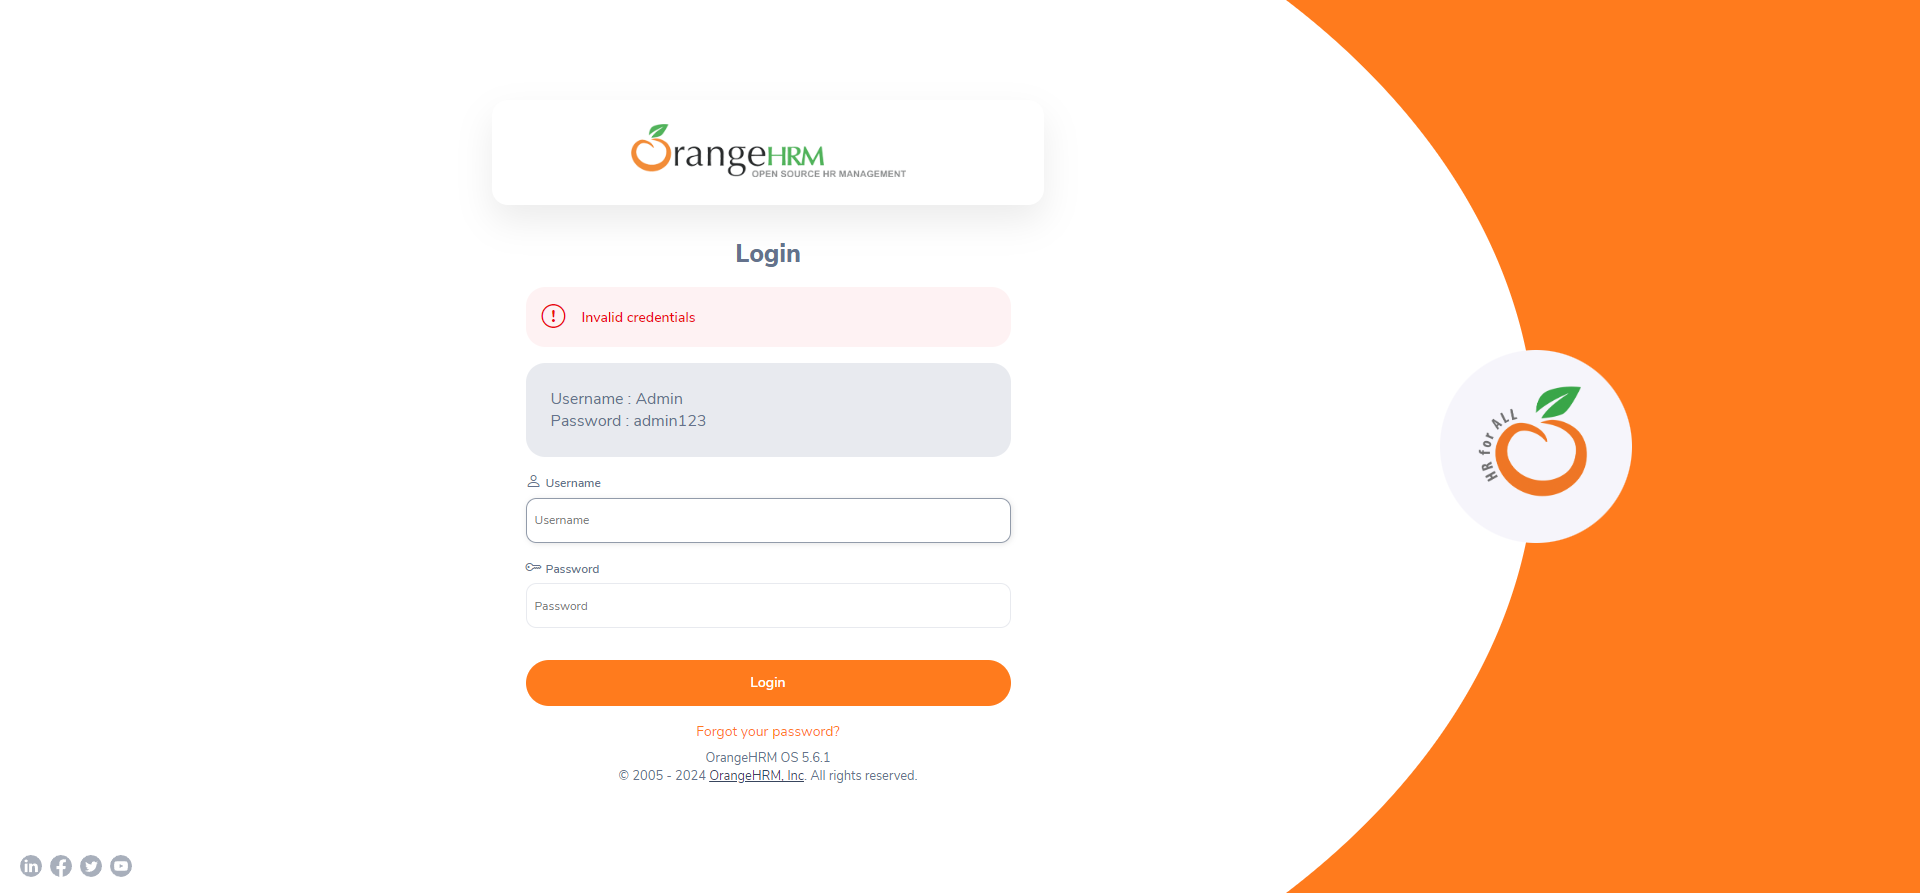 OrangeHRM
OPEN SOURCE HR MANAGEMENT
Login
Invalid credentials
Username : Admin
Password : admin123
Username
Username
Password
Password
Login
Forgot your password?
OrangeHRM OS 5.6.1
© 2005 - 2024 OrangeHRM, Inc. All rights reserved.
HR for ALL
in